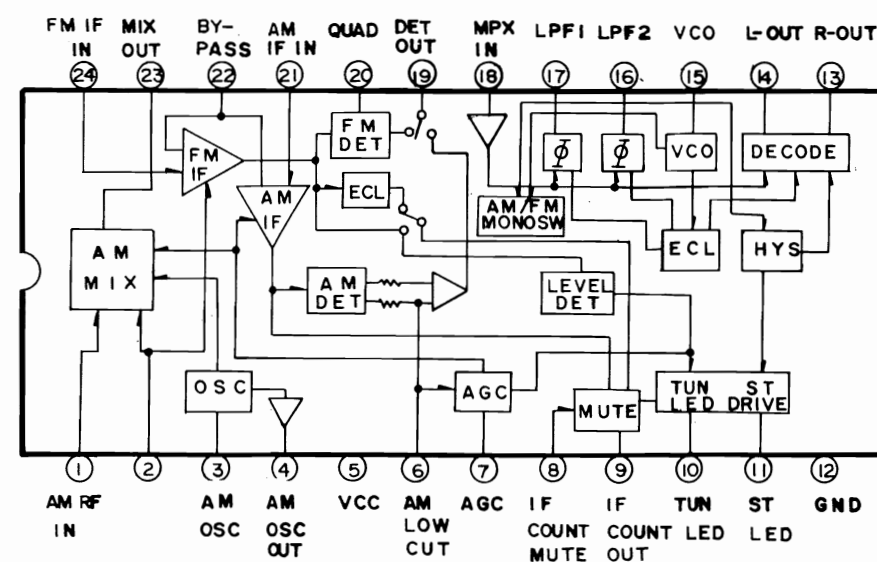 FM IF IN
MIX OUT
BY-PASS
AM IF IN
QUAD
DET OUT
MPX IN
LPF1
LPF2
VCO
L-OUT
R-OUT
24
23
22
21
20
19
18
17
16
15
14
13
FM IF
FM DET
Φ
Φ
VCO
DECODE
AM IF
ECL
AM/FM MONOSW
ECL
HYS
AM MIX
AM DET
LEVEL DET
OSC
AGC
MUTE
TUN LED
ST DRIVE
1
2
3
4
5
6
7
8
9
10
11
12
AM RF IN
AM OSC
AM OSC OUT
VCC
AM LOW CUT
AGC
IF COUNT MUTE
IF COUNT OUT
TUN LED
ST LED
GND